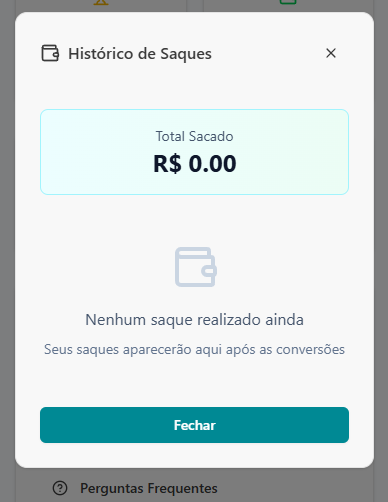 Histórico de Saques
Total Sacado
R$ 0.00
Nenhum saque realizado ainda
Seus saques aparecerão aqui após as conversões
Fechar
Perguntas Frequentes